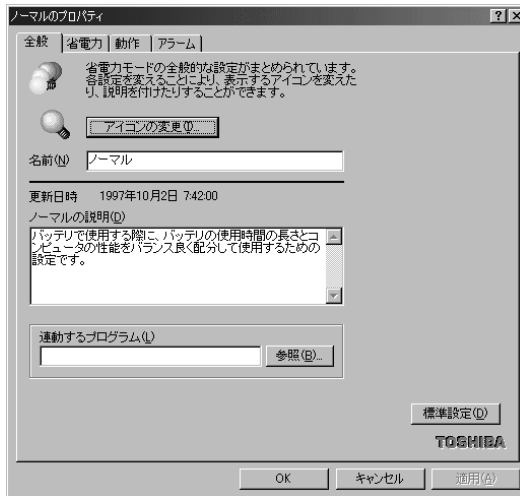 ノーマルのプロパティ
全般 省電力 動作 アラーム
省電力モードの全般的な設定がまとめられています。
各設定を変えることにより、表示するアイコンを変えた
り、説明を付けたりすることができます。
アイコンの変更(I)...
名前(N) ノーマル
更新日時 1997年10月2日 7:42:00
ノーマルの説明(D)
バッテリで使用する際に、バッテリの使用時間の長さとコ
ンピュータの性能をバランス良く配分して使用するための
設定です。
連動するプログラム(L)
参照(B)...
標準設定(D)
TOSHIBA
OK キャンセル 適用(A)